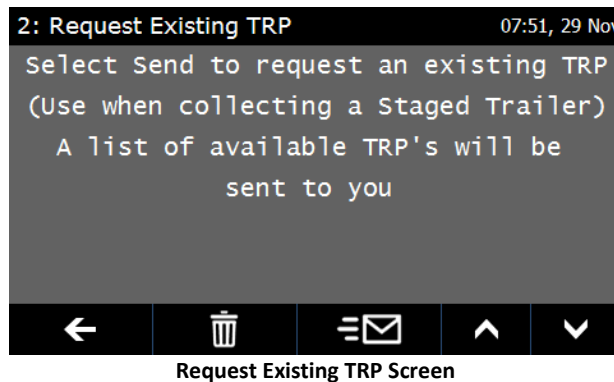 2: Request Existing TRP 07:51, 29 Nov
Select Send to request an existing TRP
(Use when collecting a Staged Trailer)
A list of available TRP's will be
sent to you
Request Existing TRP Screen